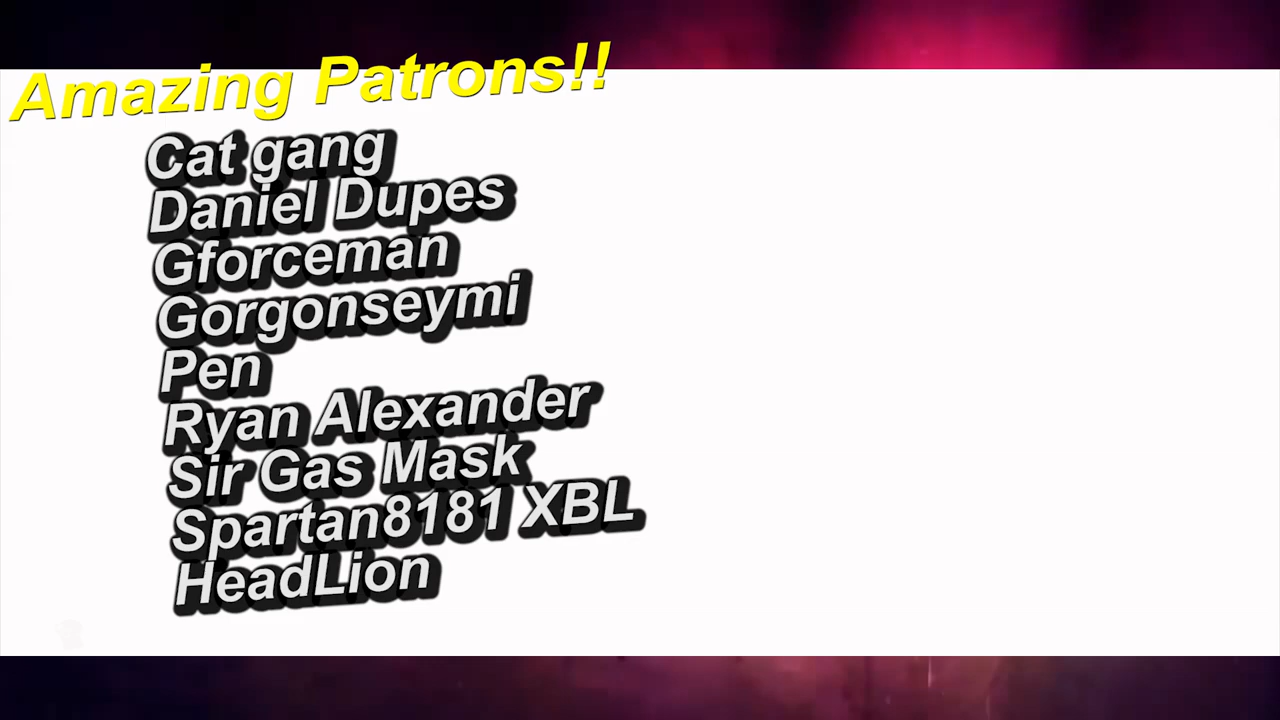 Amazing Patrons!!
Cat gang
Daniel Dupes
Gforceman
Gorgonseymi
Pen
Ryan Alexander
Sir Gas Mask
Spartan8181 XBL
HeadLion